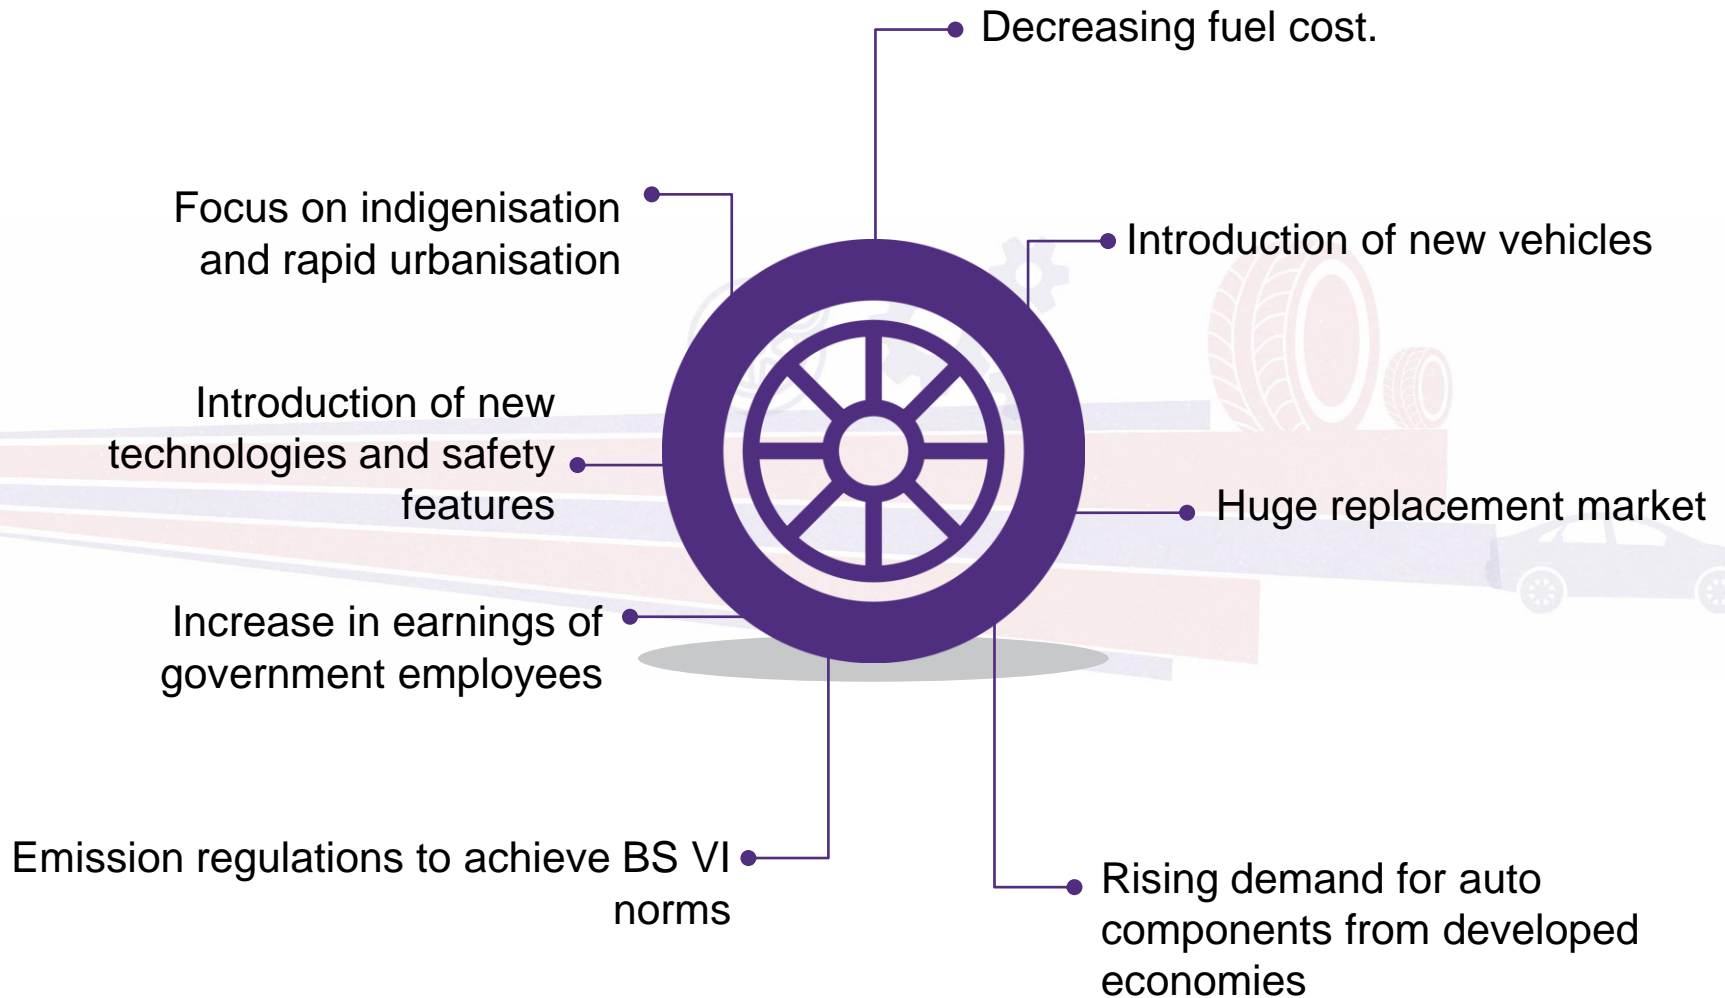 Decreasing fuel cost.
Focus on indigenisation
and rapid urbanisation
Introduction of new vehicles
Introduction of new
technologies and safety
features
Huge replacement market
Increase in earnings of
government employees
Emission regulations to achieve BS VI
norms
Rising demand for auto
components from developed
economies